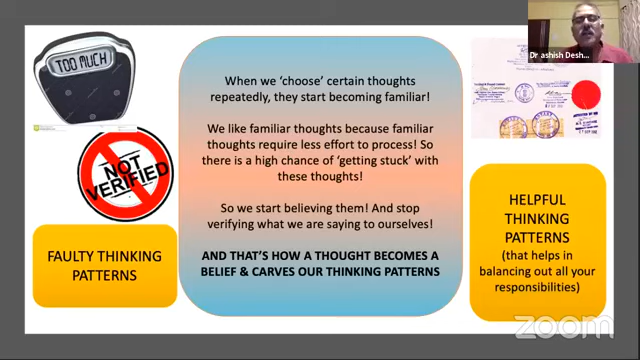 TOO MUCH
NOT
VERIFIED
FAULTY THINKING
PATTERNS
When we ‘choose’ certain thoughts
repeatedly, they start becoming familiar!
We like familiar thoughts because familiar
thoughts require less effort to process! So
there is a high chance of ‘getting stuck’ with
these thoughts!
So we start believing them! And stop
verifying what we are saying to ourselves!
AND THAT’S HOW A THOUGHT BECOMES A
BELIEF & CARVES OUR THINKING PATTERNS
Dr ashish Desh...
HELPFUL
THINKING
PATTERNS
(that helps in
balancing out all your
responsibilities)
zoom